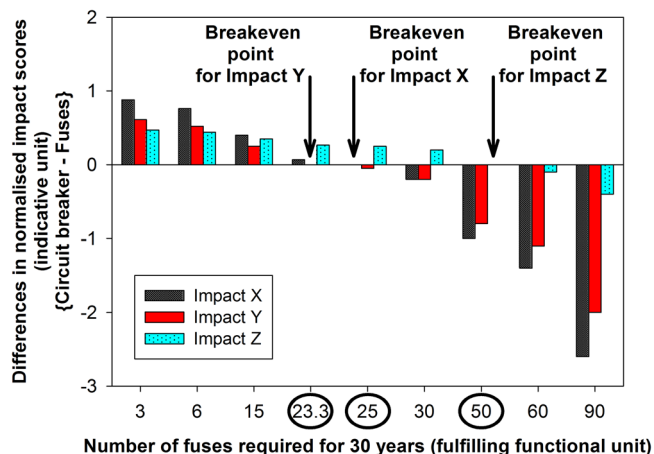 2
1
0
-1
-2
-3
Differences in normalised impact scores
(indicative unit)
{Circuit breaker - Fuses}
Breakeven
point
for Impact Y
Breakeven
point
for Impact X
Breakeven
point
for Impact Z
Impact X
Impact Y
Impact Z
3 6 15 23.3 25 30 50 60 90
Number of fuses required for 30 years (fulfilling functional unit)